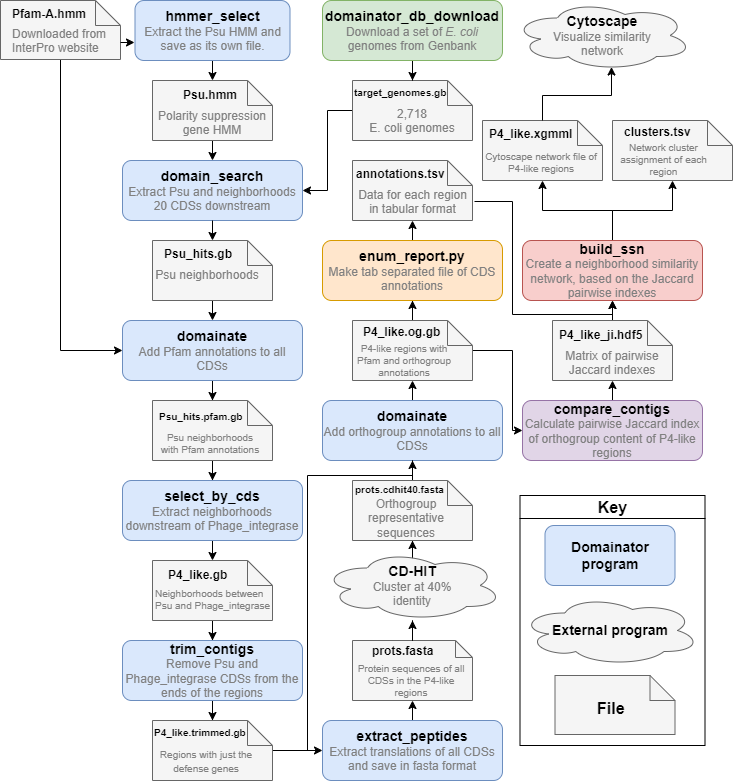 Pfam-A.hmm
Downloaded from
InterPro website
hmmer_select
Extract the Psu HMM and
save as its own file.
Psu.hmm
Polarity suppression
gene HMM
domain_search
Extract Psu and neighborhoods
20 CDSs downstream
Psu_hits.gb
Psu neighborhoods
domainate
Add Pfam annotations to all
CDSs
Psu_hits.pfam.gb
Psu neighborhoods
with Pfam annotations
select_by_cds
Extract neighborhoods
downstream of Phage_integrase
P4_like.gb
Neighborhoods between
Psu and Phage_integrase
trim_contigs
Remove Psu and
Phage_integrase CDSs from the
ends of the regions
P4_like.trimmed.gb
Regions with just the
defense genes
domainator_db_download
Download a set of E. coli
genomes from Genbank
target_genomes.gb
2,718
E. coli genomes
annotations.tsv
Data for each region
in tabular format
enum_report.py
Make tab separated file of CDS
annotations
P4_like.og.gb
P4-like regions with
Pfam and orthogroup
annotations
domainate
Add orthogroup annotations to all
CDSs
prots.cdhit40.fasta
Orthogroup
representative
sequences
CD-HIT
Cluster at 40%
identity
prots.fasta
Protein sequences of all
CDSs in the P4-like
regions
extract_peptides
Extract translations of all CDSs
and save in fasta format
Cytoscape
Visualize similarity
network
P4_like.xgmml
Cytoscape network file of
P4-like regions
clusters.tsv
Network cluster
assignment of each
region
build_ssn
Create a neighborhood similarity
network, based on the Jaccard
pairwise indexes
P4_like_ji.hdf5
Matrix of pairwise
Jaccard indexes
compare_contigs
Calculate pairwise Jaccard index
of orthogroup content of P4-like
regions
Key
Domainator
program
External program
File